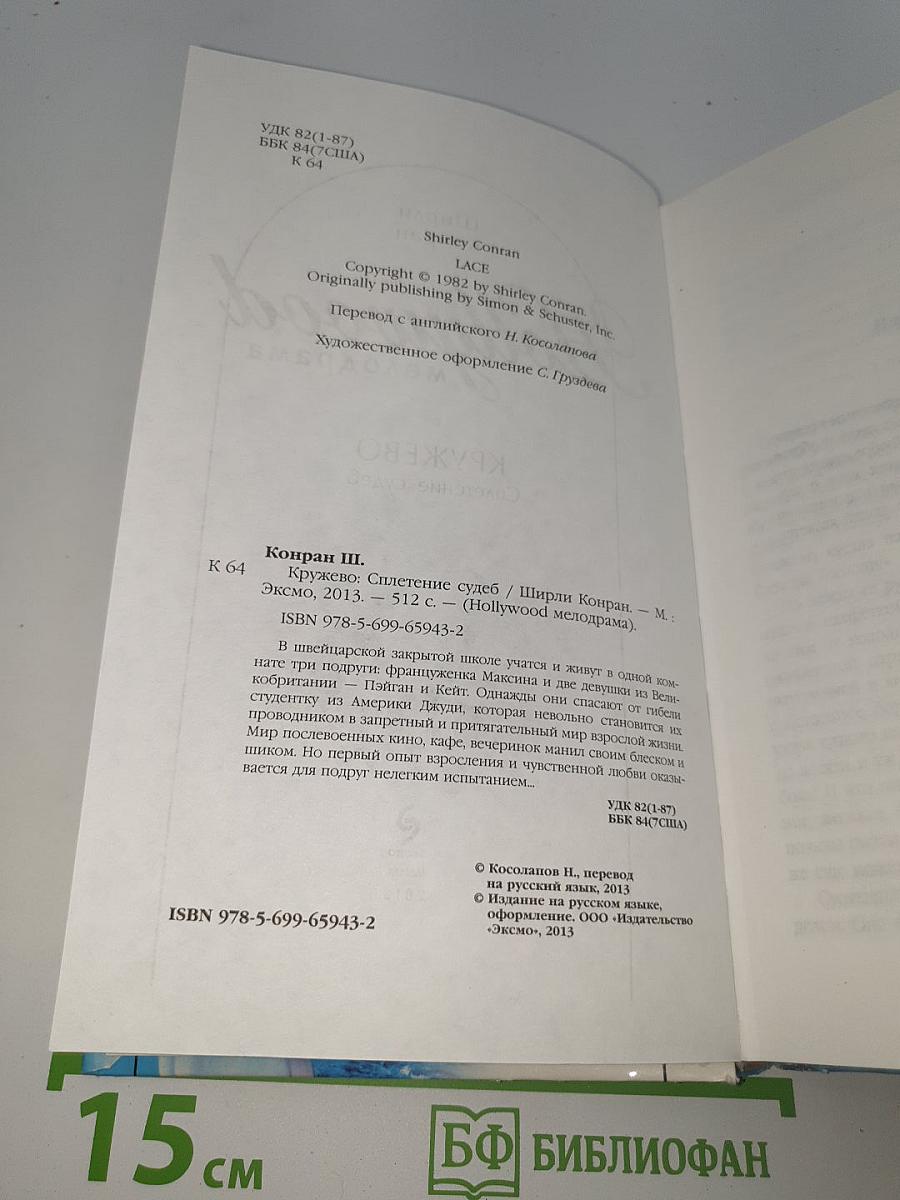 УДК 82(1-87)
ББК 84(7США)
К 64
Shirley Conran
LACE
Copyright © 1982 by Shirley Conran.
Originally publishing by Simon & Schuster, Inc.
Перевод с английского Н. Косолапова
Художественное оформление С. Груздева
КРУЖЕВО
Сплетение судеб
Конран Ш.
К 64 Кружево: Сплетение судеб / Ширли Конран. — М. :
Эксмо, 2013. — 512 с. — (Hollywood мелодрама).
ISBN 978-5-699-65943-2
В швейцарской закрытой школе учатся и живут в одной ком-
нате три подруги: француженка Максина и две девушки из Вели-
кобритании — Пэйган и Кейт. Однажды они спасают от гибели
студентку из Америки Джуди, которая невольно становится их
проводником в запретный и притягательный мир взрослой жизни.
Мир послевоенных кино, кафе, вечеринок манил своим блеском и
шиком. Но первый опыт взросления и чувственной любви оказы-
вается для подруг нелегким испытанием...
УДК 82(1-87)
ББК 84(7США)
© Косолапов Н., перевод
на русский язык, 2013
© Издание на русском языке,
оформление. ООО «Издательство
«Эксмо», 2013
ISBN 978-5-699-65943-2
15 см
БФ БИБЛИОФАН